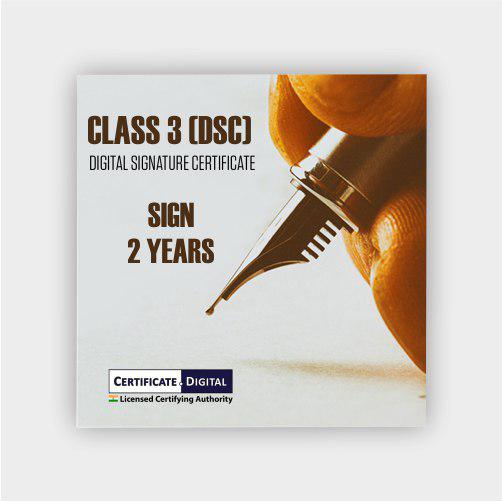 CLASS 3 (DSC)
DIGITAL SIGNATURE CERTIFICATE
SIGN
2 YEARS
CERTIFICATE.DIGITAL
Licensed Certifying Authority